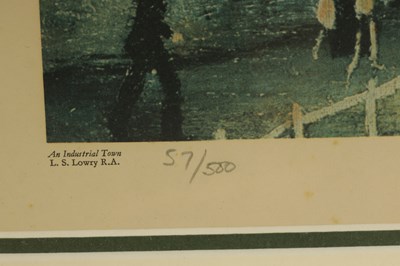 An Industrial Town
L. S. Lowry R.A.
57/500